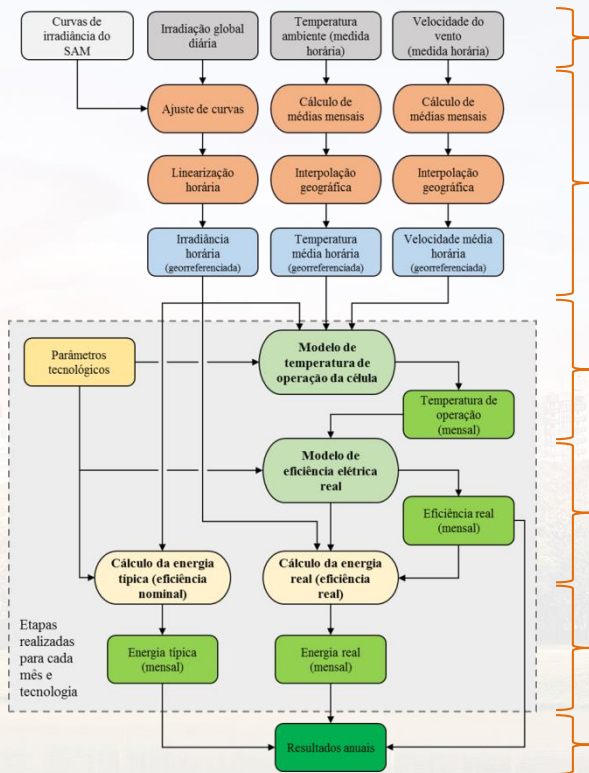 Curvas de
irradiância do
SAM
Irradiação global
diária
Temperatura
ambiente (medida
horária)
Velocidade do
vento
(medida horária)
Ajuste de curvas
Cálculo de
médias mensais
Cálculo de
médias mensais
Linearização
horária
Interpolação
geográfica
Interpolação
geográfica
Irradiância
horária
(georreferenciada)
Temperatura
média horária
(georreferenciada)
Velocidade média
horária
(georreferenciada)
Parâmetros
tecnológicos
Modelo de
temperatura de
operação da célula
Temperatura de
operação
(mensal)
Modelo de
eficiência elétrica
real
Eficiência real
(mensal)
Cálculo da energia
típica (eficiência
nominal)
Cálculo da energia
real (eficiência
real)
Etapas
realizadas
para cada
mês e
tecnologia
Energia típica
(mensal)
Energia real
(mensal)
Resultados anuais